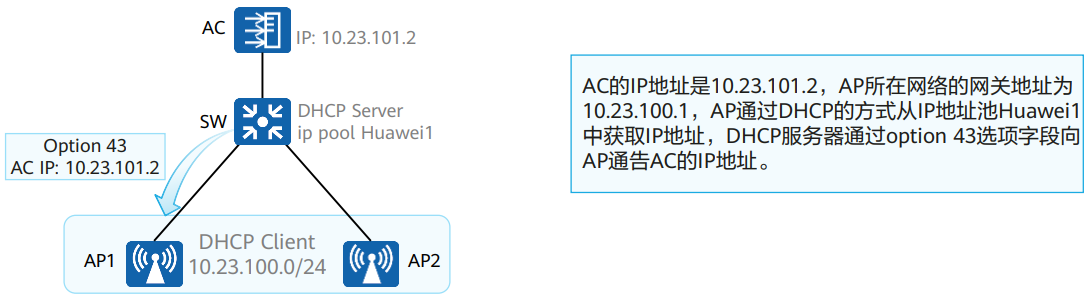 AC
IP: 10.23.101.2
SW
DHCP Server
ip pool Huawei1
Option 43
AC IP: 10.23.101.2
AP1
DHCP Client
10.23.100.0/24
AP2
AC的IP地址是10.23.101.2，AP所在网络的网关地址为
10.23.100.1，AP通过DHCP的方式从IP地址池Huawei1
中获取IP地址，DHCP服务器通过option 43选项字段向
AP通告AC的IP地址。